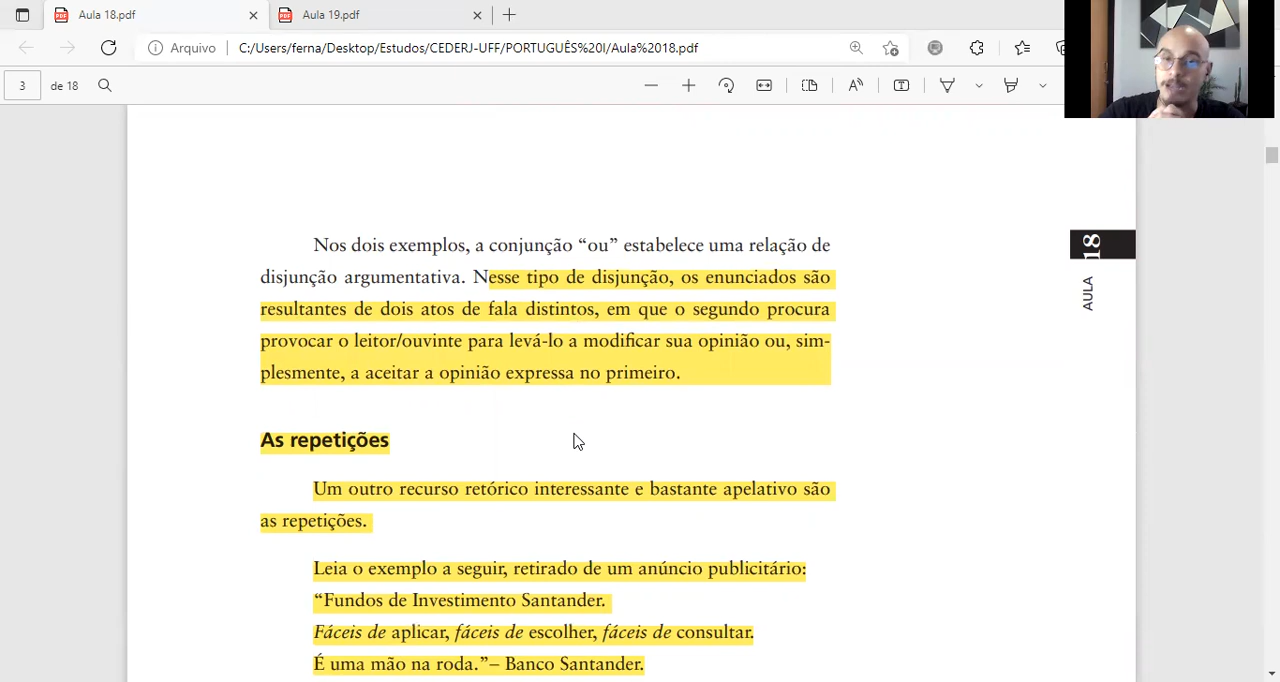 Aula 18.pdf
Aula 19.pdf
Arquivo
C:/Users/ferna/Desktop/Estudos/CEDERJ-UFF/PORTUGUÊS%20I/Aula%2018.pdf
3
de 18
Nos dois exemplos, a conjunção “ou” estabelece uma relação de
disjunção argumentativa. Nesse tipo de disjunção, os enunciados são
resultantes de dois atos de fala distintos, em que o segundo procura
provocar o leitor/ouvinte para levá-lo a modificar sua opinião ou, sim-
plesmente, a aceitar a opinião expressa no primeiro.
AULA 18
As repetições
Um outro recurso retórico interessante e bastante apelativo são
as repetições.
Leia o exemplo a seguir, retirado de um anúncio publicitário:
“Fundos de Investimento Santander.
Fáceis de aplicar, fáceis de escolher, fáceis de consultar.
É uma mão na roda.”– Banco Santander.